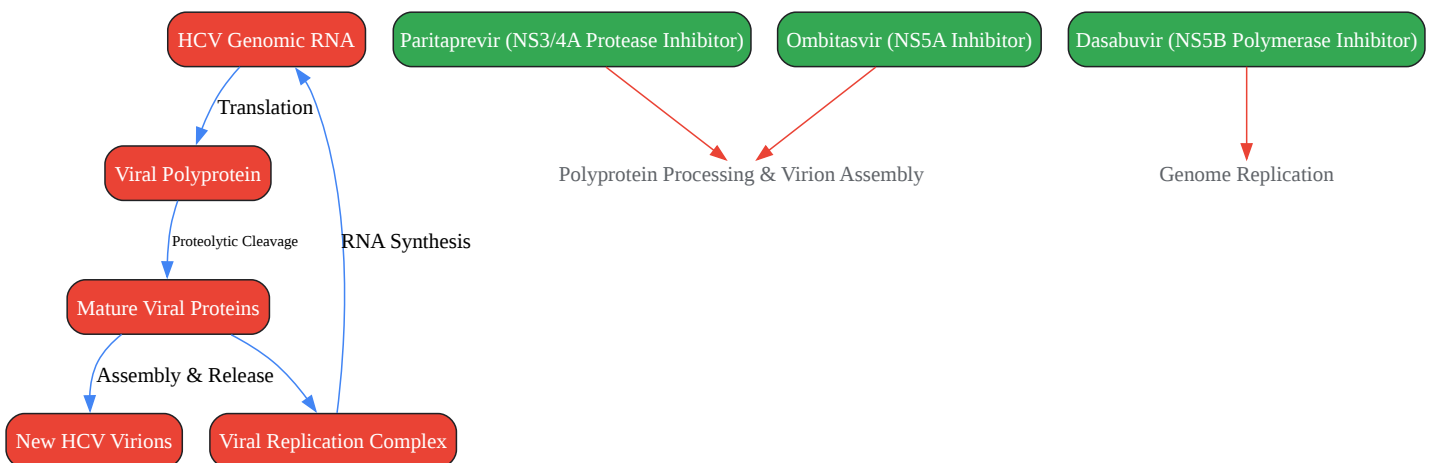 HCV Genomic RNA
Paritaprevir (NS3/4A Protease Inhibitor)
Ombitasvir (NS5A Inhibitor)
Dasabuvir (NS5B Polymerase Inhibitor)
Translation
Viral Polyprotein
Polyprotein Processing & Virion Assembly
Genome Replication
Proteolytic Cleavage
RNA Synthesis
Mature Viral Proteins
Assembly & Release
New HCV Virions
Viral Replication Complex